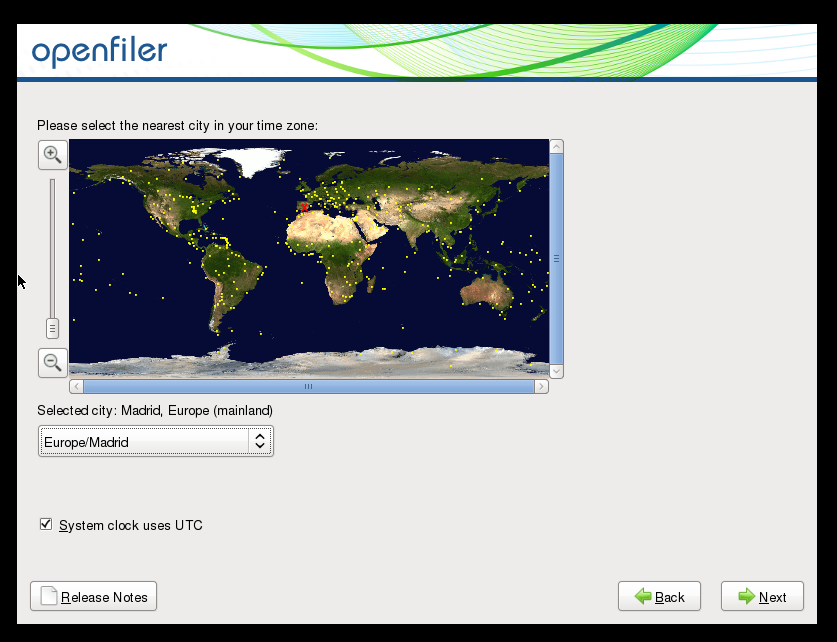 openfiler
Please select the nearest city in your time zone:
Selected city: Madrid, Europe (mainland)
Europe/Madrid
System clock uses UTC
Release Notes
Back
Next